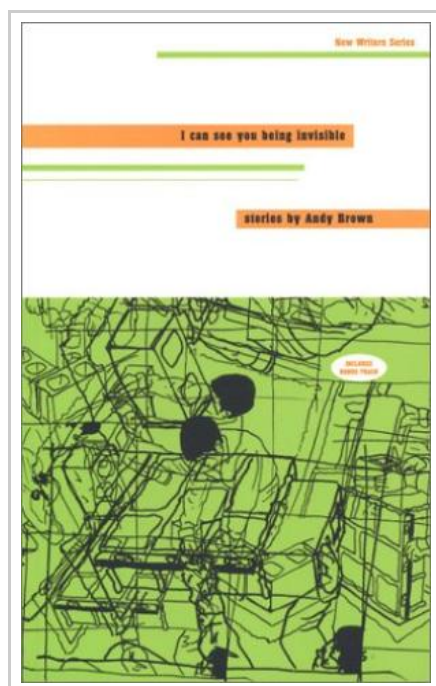 New Writers Series
I can see you being invisible
stories by Andy Brown
INCLUDES
BONUS TRACK